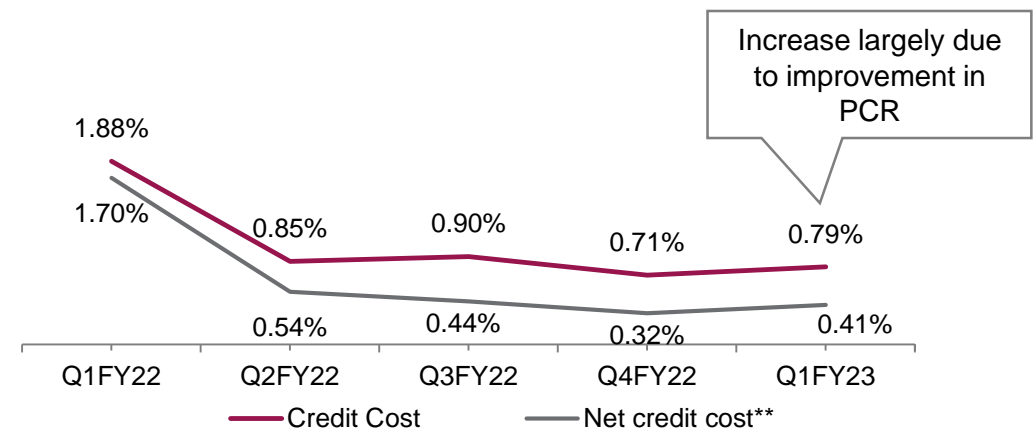 Increase largely due
to improvement in
PCR
1.88%
1.70%
0.85%
0.90%
0.71%
0.79%
0.54%
0.44%
0.32%
0.41%
Q1FY22
Q2FY22
Q3FY22
Q4FY22
Q1FY23
Credit Cost
Net credit cost**